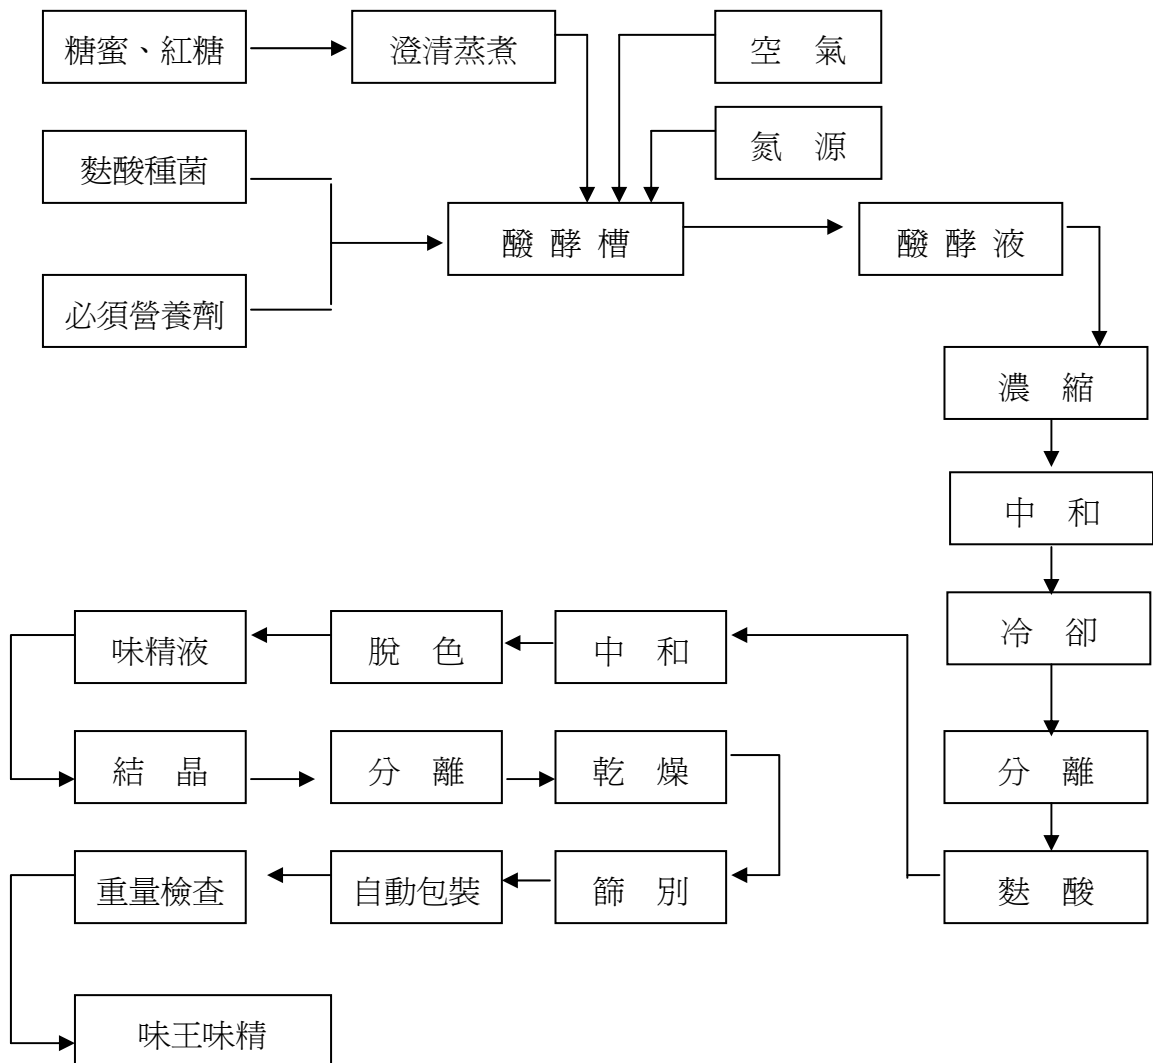 糖蜜、紅糖
澄清蒸煮
空氣
氮源
麩酸種菌
必須營養劑
醱酵槽
醱酵液
濃縮
中和
冷卻
分離
麩酸
中和
脫色
味精液
結晶
分離
乾燥
篩別
自動包裝
重量檢查
味王味精